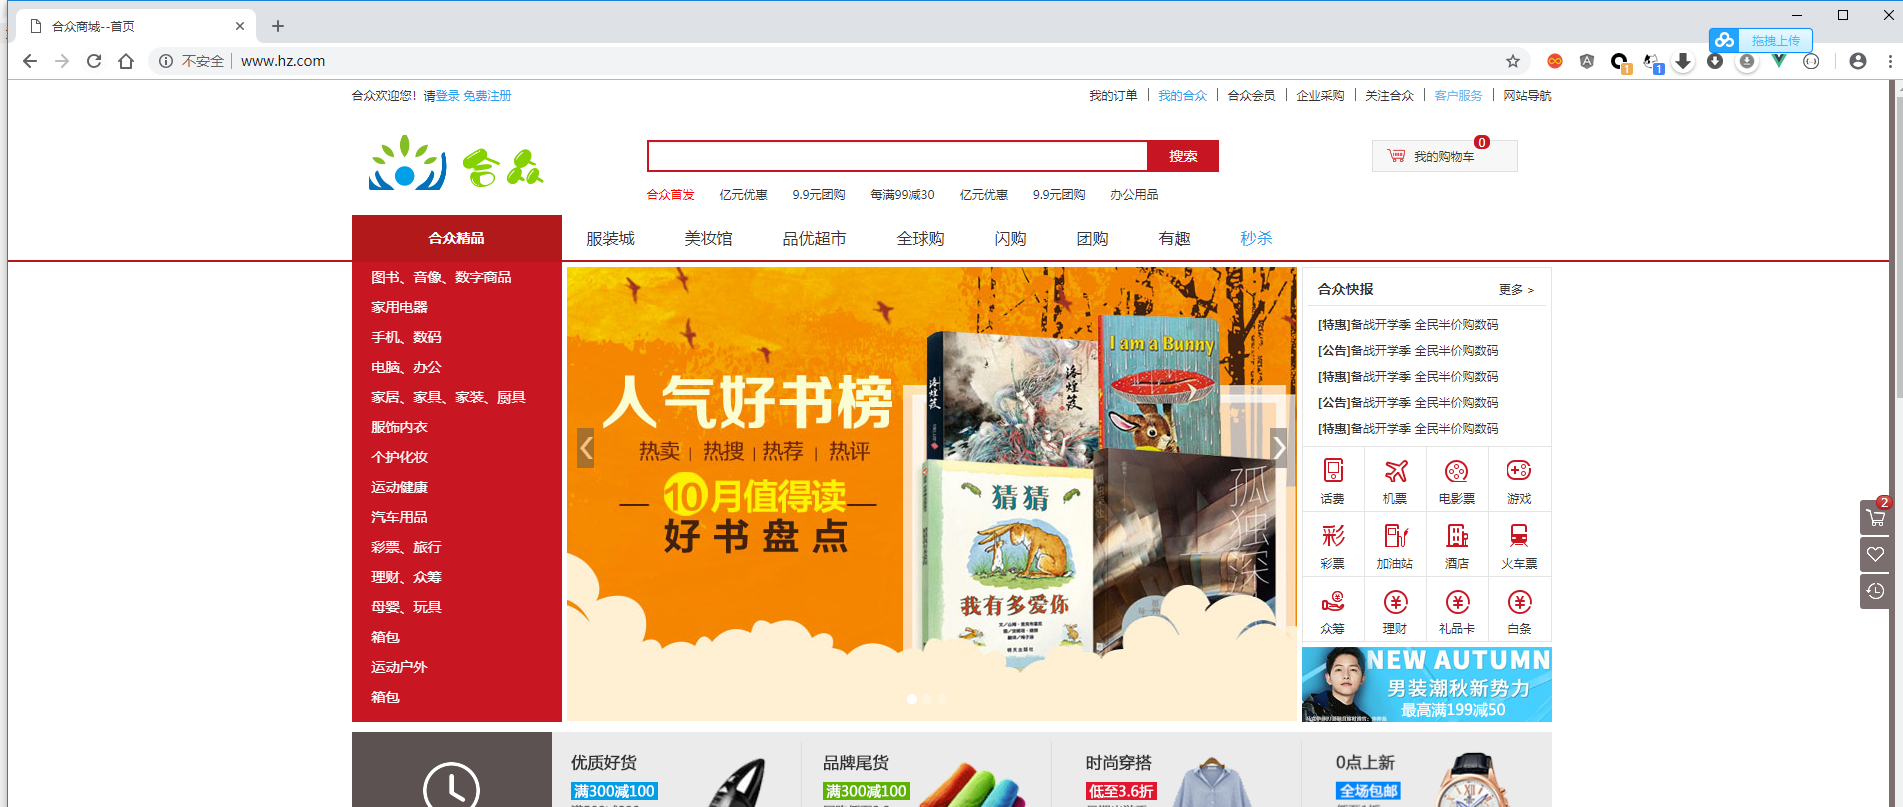 合众商城--首页
不安全 www.hz.com
拖拽上传
1
1
合众欢迎您！请登录 免费注册
我的订单 我的合众 合众会员 企业采购 关注合众 客户服务 网站导航
合众
搜索
我的购物车 0
合众首发 亿元优惠 9.9元团购 每满99减30 亿元优惠 9.9元团购 办公用品
合众精品 服装城 美妆馆 品优超市 全球购 闪购 团购 有趣 秒杀
图书、音像、数字商品
家用电器
手机、数码
电脑、办公
家居、家具、家装、厨具
服饰内衣
个护化妆
运动健康
汽车用品
彩票、旅行
理财、众筹
母婴、玩具
箱包
运动户外
箱包
人气好书榜
热卖 | 热搜 | 热荐 | 热评
10月值得读
好书盘点
I am a Bunny
洛煌笈
洛煌笈
猜猜
我有多爱你
孤独深
合众快报 更多 >
[特惠]备战开学季 全民半价购数码
[公告]备战开学季 全民半价购数码
[特惠]备战开学季 全民半价购数码
[公告]备战开学季 全民半价购数码
[特惠]备战开学季 全民半价购数码
话费 机票 电影票 游戏
彩
彩票 加油站 酒店 火车票
众筹 理财 礼品卡 白条
NEW AUTUMN
男装潮秋新势力
最高满199减50
2
优质好货 品牌尾货 时尚穿搭 0点上新
满300减100 满300减100 低至3.6折 全场包邮